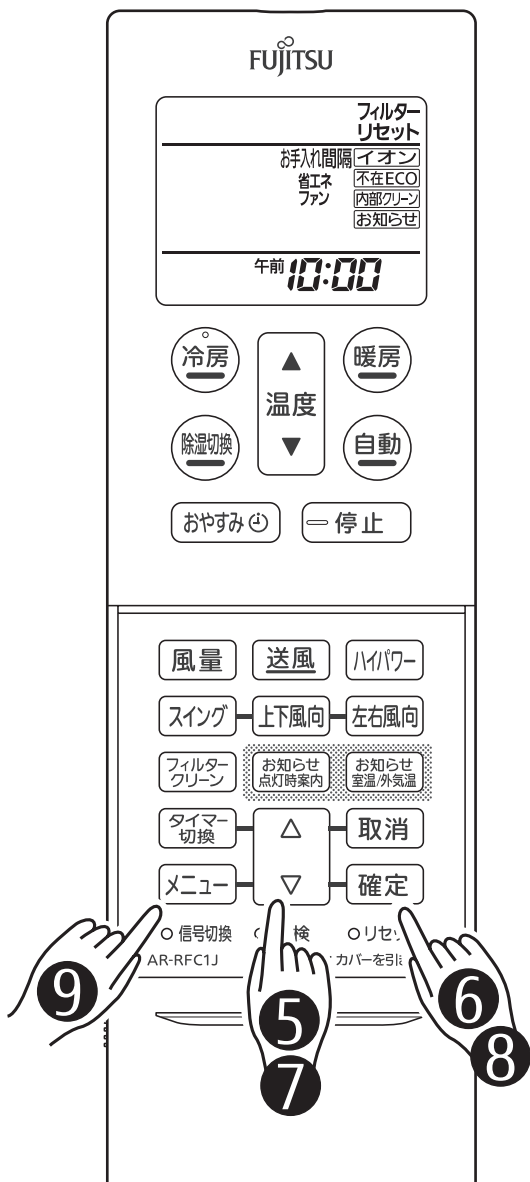 FUJITSU
フィルター
リセット
お手入れ間隔 イオン
省エネ 不在ECO
ファン 内部クリーン
お知らせ
午前 10:00
冷房 ▲ 暖房
温度
除湿切換 ▼ 自動
おやすみ 停止
風量 送風 ハイパワー
スイング 上下風向 左右風向
フィルター クリーン お知らせ 点灯時案内 お知らせ 室温/外気温
タイマー 切換 △ 取消
メニュー ▽ 確定
信号切換 検 リセッ
AR-RFC1J カバーを引
9 5 6
7 8